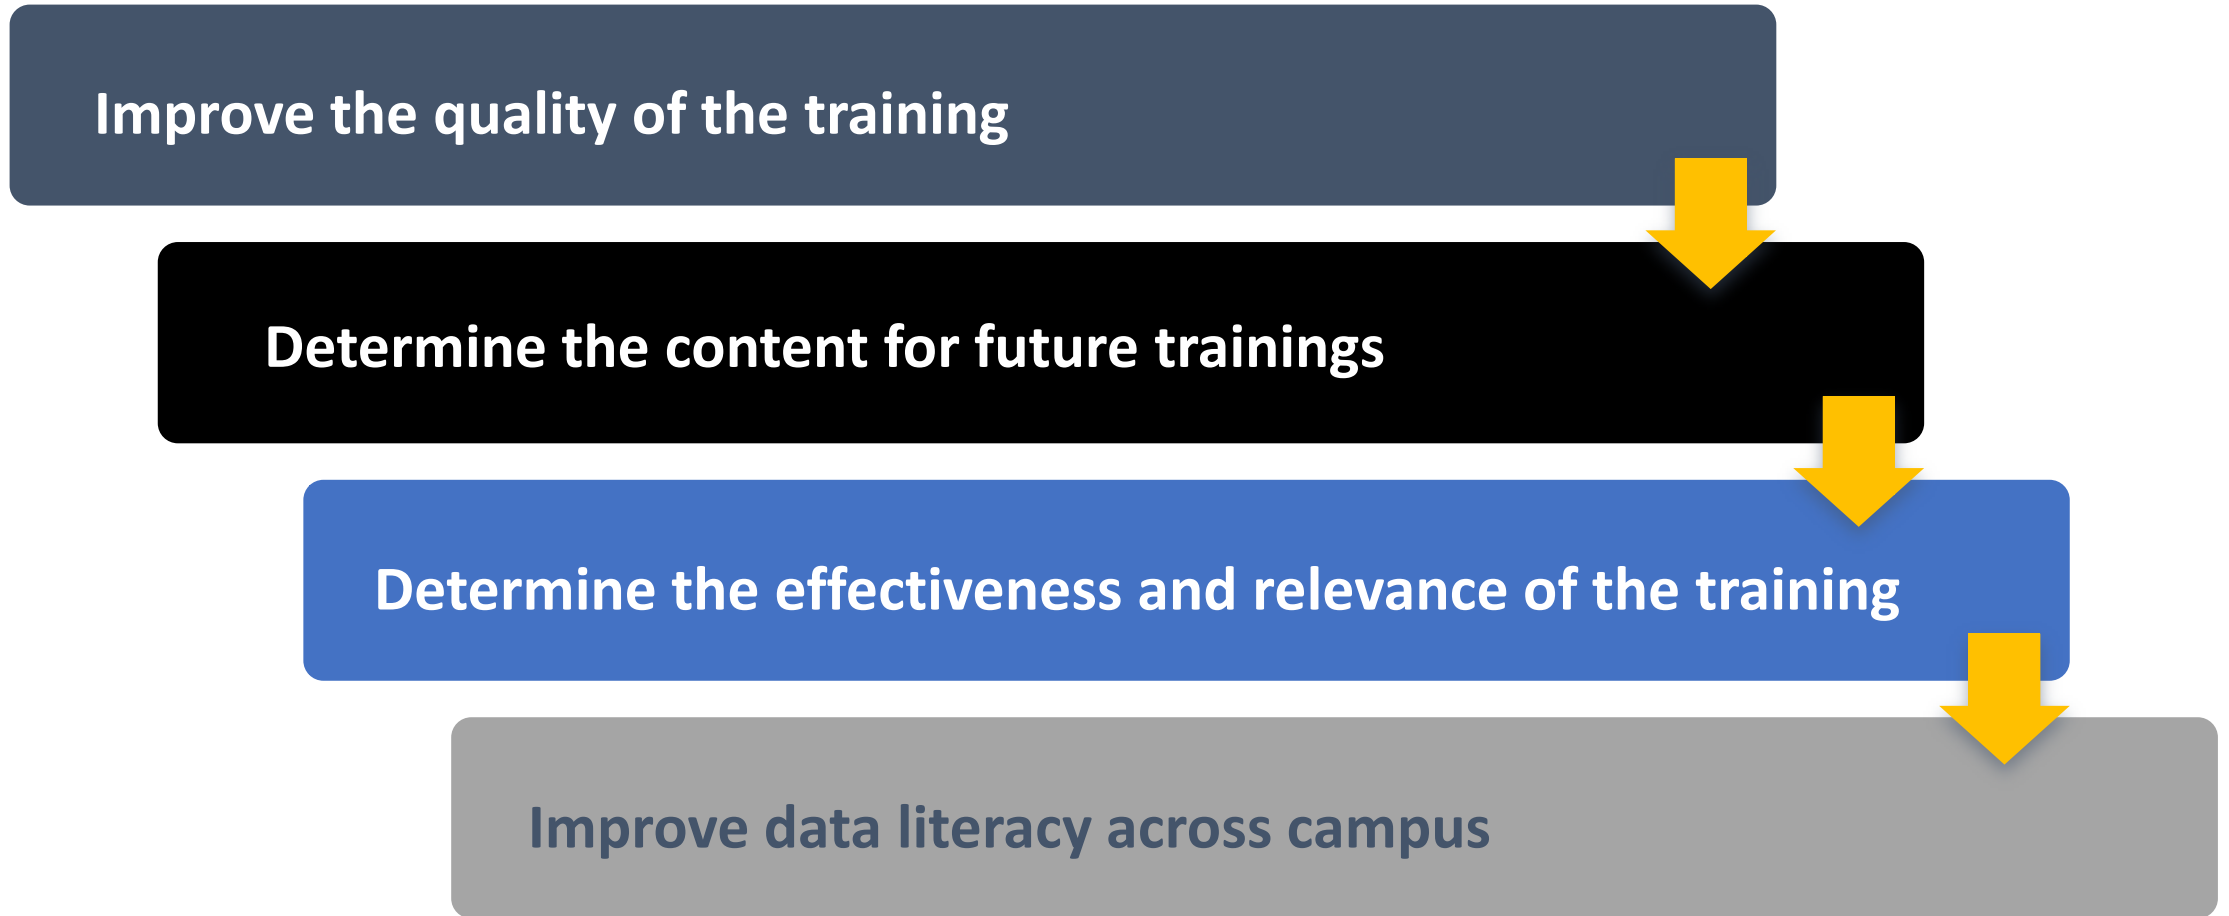 Improve the quality of the training
Determine the content for future trainings
Determine the effectiveness and relevance of the training
Improve data literacy across campus